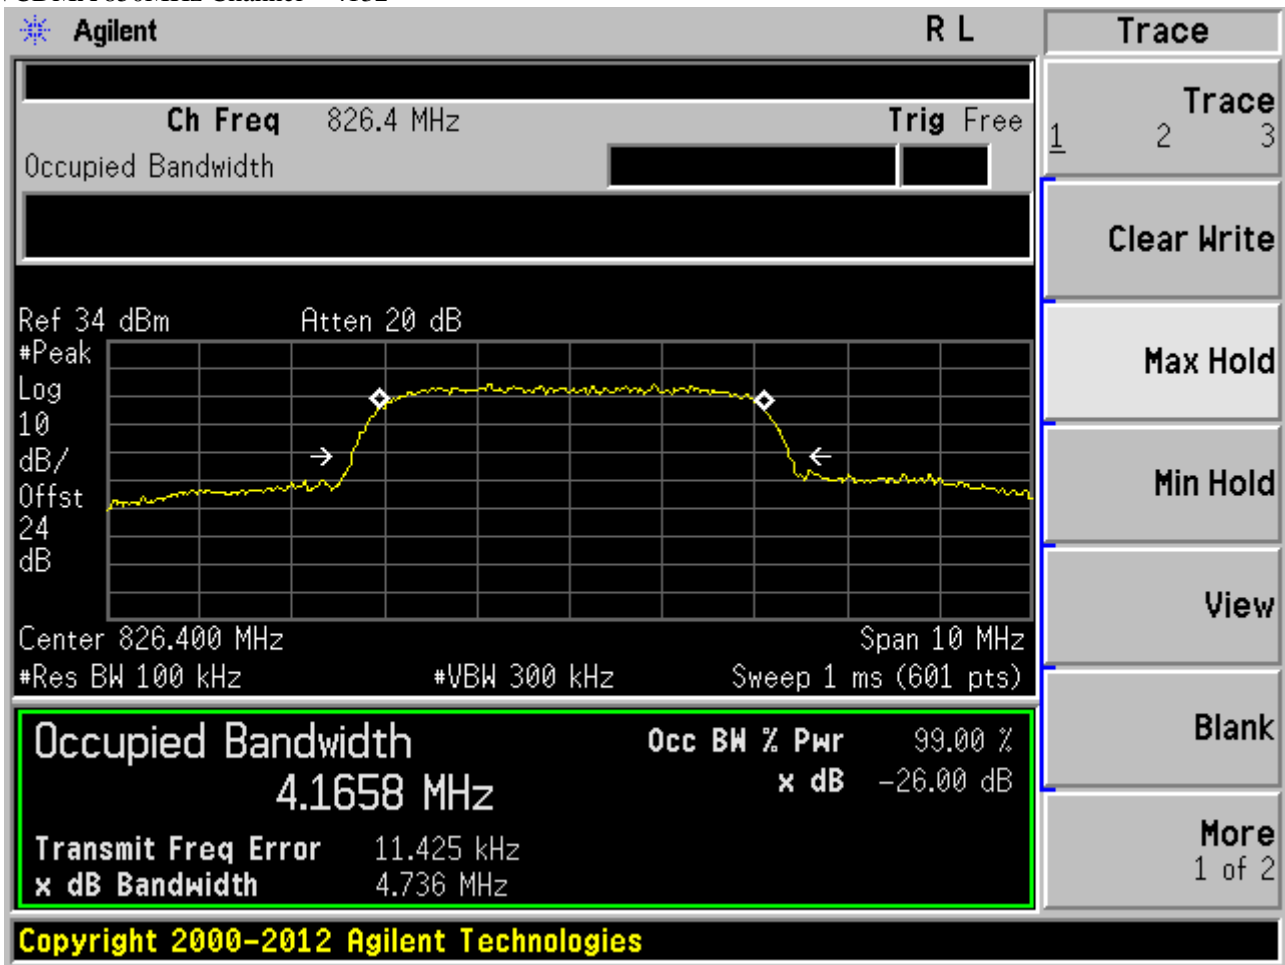 Agilent R L Trace
Ch Freq 826.4 MHz Trig Free
Occupied Bandwidth
Trace
1 2 3
Clear Write
Ref 34 dBm Atten 20 dB
#Peak
Log
10
dB/
Offst
24
dB
Max Hold
Min Hold
View
Center 826.400 MHz Span 10 MHz
#Res BW 100 kHz #VBW 300 kHz Sweep 1 ms (601 pts)
Occupied Bandwidth
4.1658 MHz
Occ BW % Pwr 99.00 %
x dB -26.00 dB
Transmit Freq Error 11.425 kHz
x dB Bandwidth 4.736 MHz
Blank
More
1 of 2
Copyright 2000-2012 Agilent Technologies